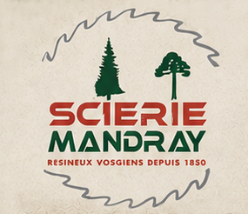 SCIERIE
MANDRAY
RESINEUX VOSGIENS DEPUIS 1850